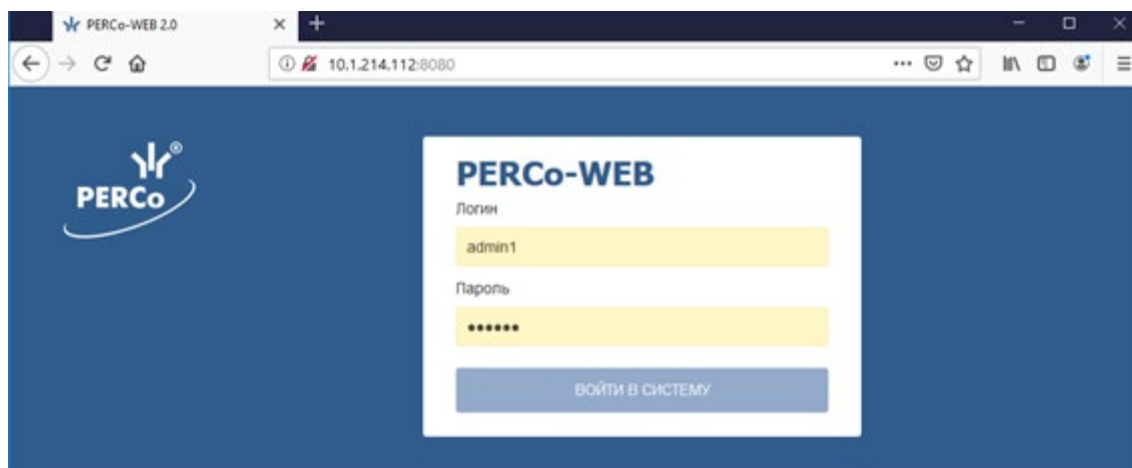 PERCo-WEB 2.0
10.1.214.112:8080
PERCo®
PERCo-WEB
Логин
admin1
Пароль
••••••
ВОЙТИ В СИСТЕМУ